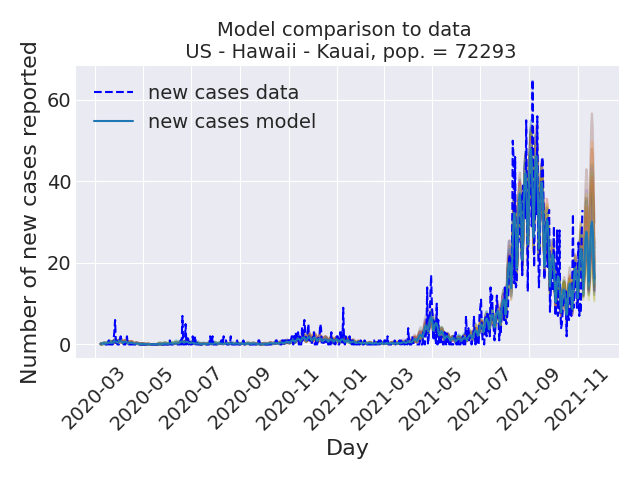 Model comparison to data
US - Hawaii - Kauai, pop. = 72293
Number of new cases reported
60
40
20
0
new cases data
new cases model
2020-03
2020-05
2020-07
2020-09
2020-11
2021-01
2021-03
2021-05
2021-07
2021-09
2021-11
Day